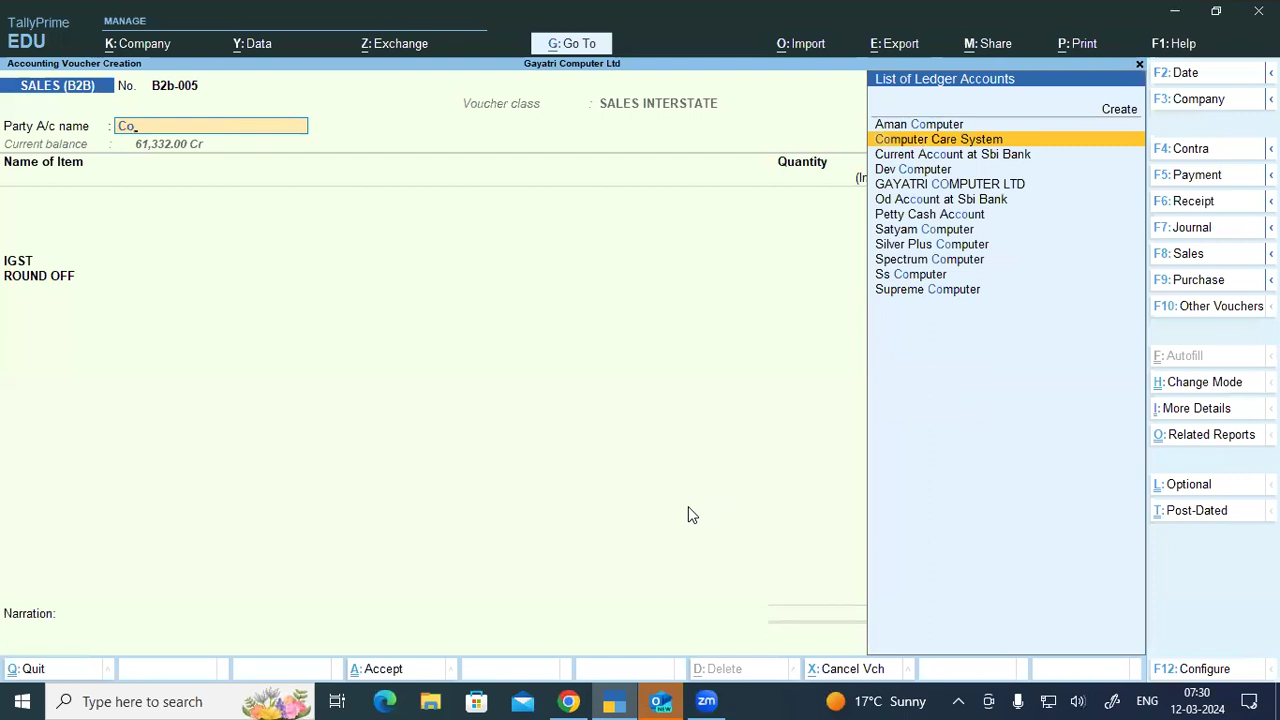 TallyPrime
EDU
MANAGE
K: Company
Y: Data
Z: Exchange
G: Go To
O: Import
E: Export
M: Share
P: Print
F1: Help
Accounting Voucher Creation
Gayatri Computer Ltd
SALES (B2B) No. B2b-005
Voucher class : SALES INTERSTATE
Party A/c name : Co
Current balance : 61,332.00 Cr
Name of Item
Quantity
(In
IGST
ROUND OFF
Narration:
List of Ledger Accounts
Create
Aman Computer
Computer Care System
Current Account at Sbi Bank
Dev Computer
GAYATRI COMPUTER LTD
Od Account at Sbi Bank
Petty Cash Account
Satyam Computer
Silver Plus Computer
Spectrum Computer
Ss Computer
Supreme Computer
F2: Date
F3: Company
F4: Contra
F5: Payment
F6: Receipt
F7: Journal
F8: Sales
F9: Purchase
F10: Other Vouchers
F: Autofill
H: Change Mode
I: More Details
O: Related Reports
L: Optional
T: Post-Dated
Q: Quit
A: Accept
D: Delete
X: Cancel Vch
F12: Configure
Type here to search
NEW
zm
17°C Sunny
ENG
07:30
12-03-2024